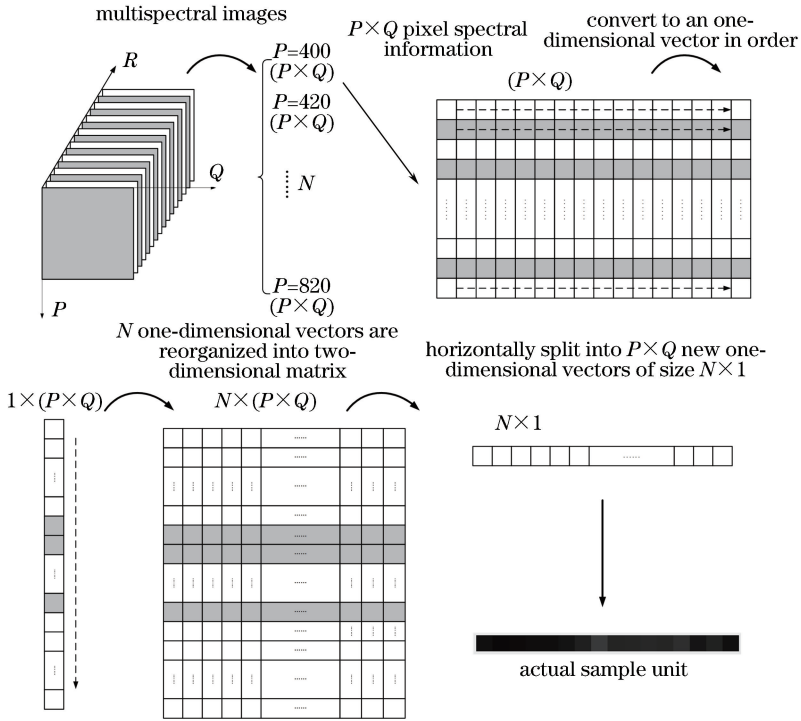 multispectral images
R
Q
P
P=400
(P×Q)
P=420
(P×Q)
⋮ N
P=820
(P×Q)
P×Q pixel spectral
information
convert to an one-
dimensional vector in order
(P×Q)
N one-dimensional vectors are
reorganized into two-
dimensional matrix
horizontally split into P×Q new one-
dimensional vectors of size N×1
1×(P×Q)
N×(P×Q)
N×1
actual sample unit